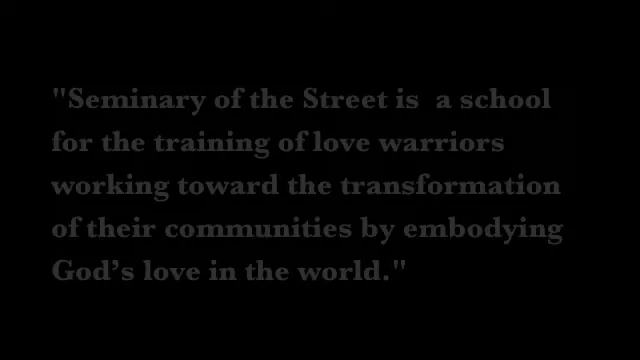 "Seminary of the Street is  a school
for the training of love warriors
working toward the transformation
of their communities by embodying
God’s love in the world."